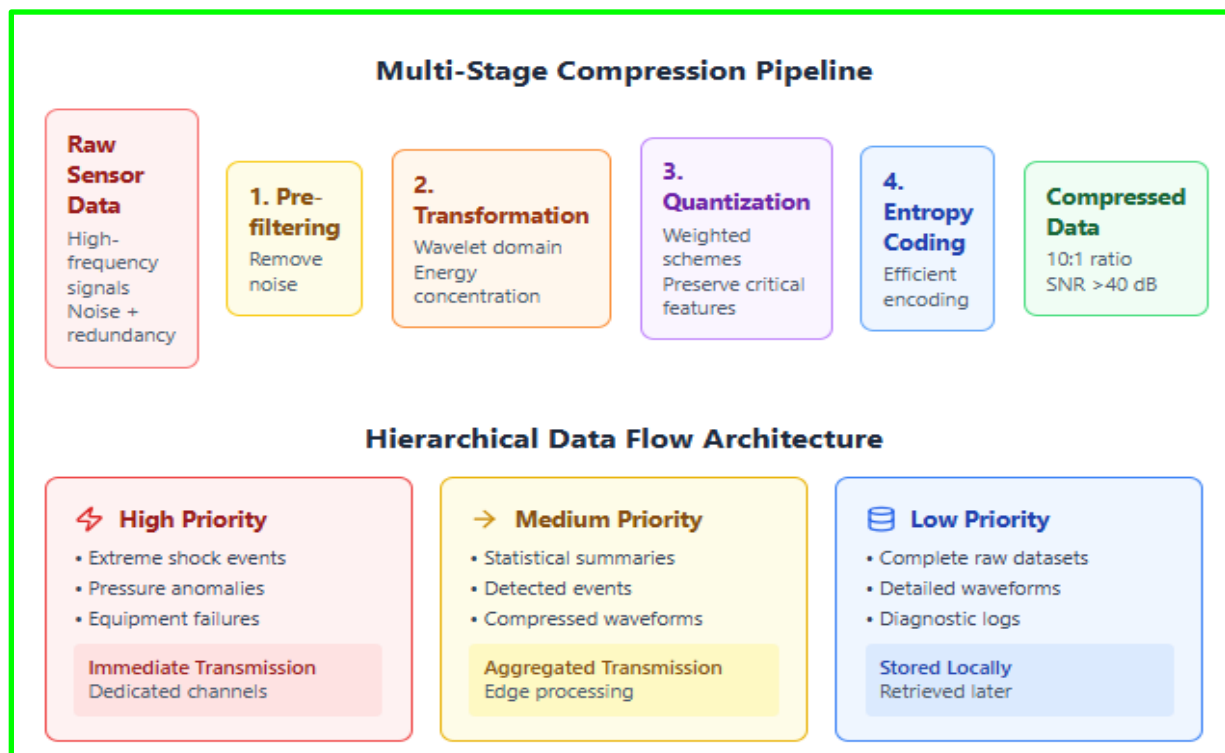 Multi-Stage Compression Pipeline
Raw
Sensor
Data
High-
frequency
signals
Noise +
redundancy
1. Pre-
filtering
Remove
noise
2.
Transformation
Wavelet domain
Energy
concentration
3.
Quantization
Weighted
schemes
Preserve critical
features
4.
Entropy
Coding
Efficient
encoding
Compressed
Data
10:1 ratio
SNR >40 dB
Hierarchical Data Flow Architecture
High Priority
• Extreme shock events
• Pressure anomalies
• Equipment failures
Immediate Transmission
Dedicated channels
Medium Priority
• Statistical summaries
• Detected events
• Compressed waveforms
Aggregated Transmission
Edge processing
Low Priority
• Complete raw datasets
• Detailed waveforms
• Diagnostic logs
Stored Locally
Retrieved later